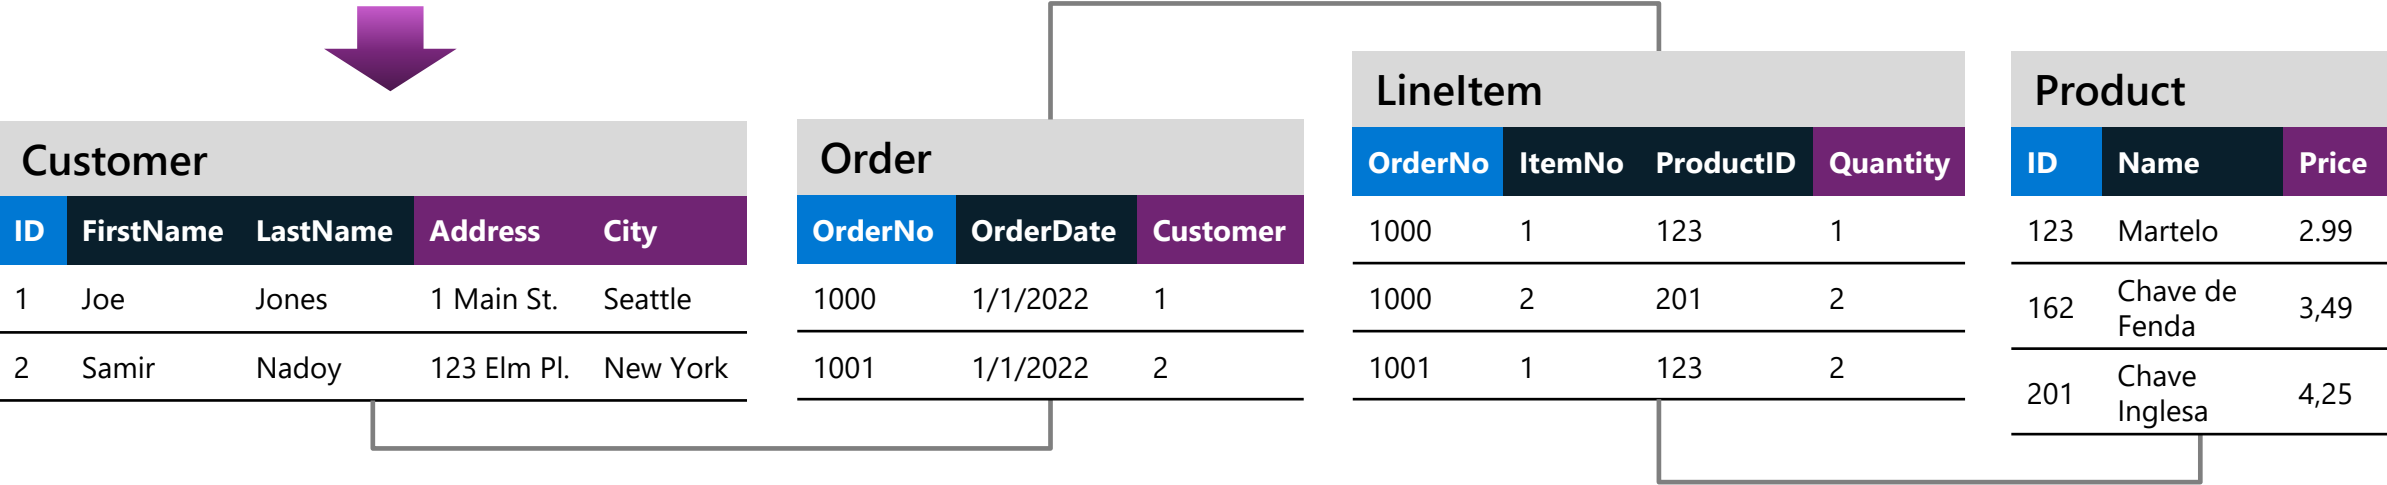 Customer
ID FirstName LastName Address City
1 Joe Jones 1 Main St. Seattle
2 Samir Nadoy 123 Elm Pl. New York
Order
OrderNo OrderDate Customer
1000 1/1/2022 1
1001 1/1/2022 2
LineItem
OrderNo ItemNo ProductID Quantity
1000 1 123 1
1000 2 201 2
1001 1 123 2
Product
ID Name Price
123 Martelo 2.99
162 Chave de
Fenda 3,49
201 Chave
Inglesa 4,25